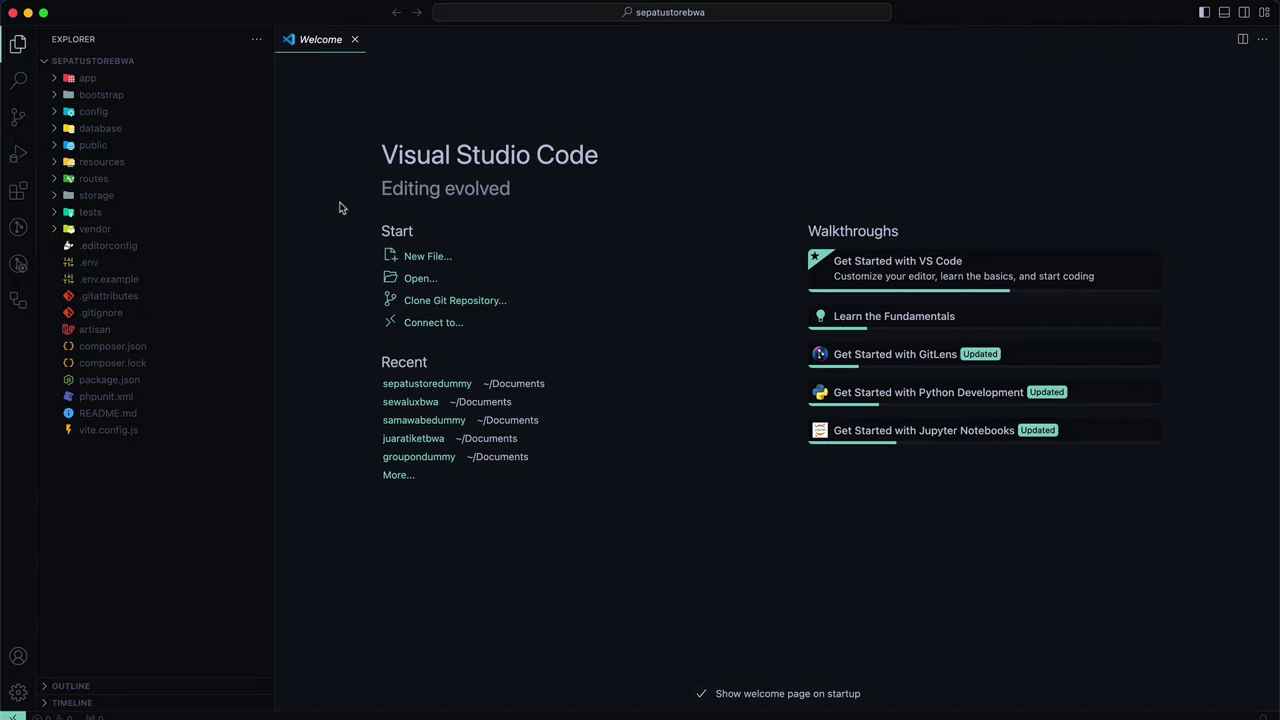 sepatustorebwa
EXPLORER
Welcome
SEPATUSTOREBWA
app
bootstrap
config
database
public
resources
routes
storage
tests
vendor
.editorconfig
.env
.env.example
.gitattributes
.gitignore
artisan
composer.json
composer.lock
package.json
phpunit.xml
README.md
vite.config.js
OUTLINE
TIMELINE
Visual Studio Code
Editing evolved
Start
New File...
Open...
Clone Git Repository...
Connect to...
Recent
sepatustoredummy ~/Documents
sewaluxbwa ~/Documents
samawabedummy ~/Documents
juaratiketbwa ~/Documents
groupondummy ~/Documents
More...
Walkthroughs
Get Started with VS Code
Customize your editor, learn the basics, and start coding
Learn the Fundamentals
Get Started with GitLens Updated
Get Started with Python Development Updated
Get Started with Jupyter Notebooks Updated
Show welcome page on startup